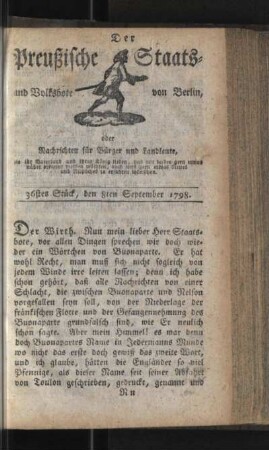 Der
Preußische Staats-
und Volksbote von Berlin,
oder
Nachrichten für Bürger und Landleute,
36stes Stück, den 8ten September 1798.
Der Wirth. Nun mein lieber Herr Staats-
bote, vor allen Dingen sprechen wir doch wie-
der ein Wörtchen von Buonaparte. Er hat
wohl Recht, man muß sich nicht sogleich von
jedem Winde irre leiten lassen; denn ich habe
schon gehört, daß alle Nachrichten von einer
Schlacht, die zwischen Buonaparte und Nelson
vorgefallen seyn soll, von der Niederlage der
fränkischen Flotte und der Gefangennehmung des
Buonaparte grundfalsch sind, wie Er neulich
schon sagte. Aber mein Himmel! es war denn
doch Buonapartes Name in Jedermanns Munde
wo nicht das erste doch gewiß das zweite Wort,
und ich glaube, hätten die Engländer so viel
Pfennige, als dieser Name seit seiner Abfahrt
von Toulon geschrieben, gedruckt, genannt und
Nn